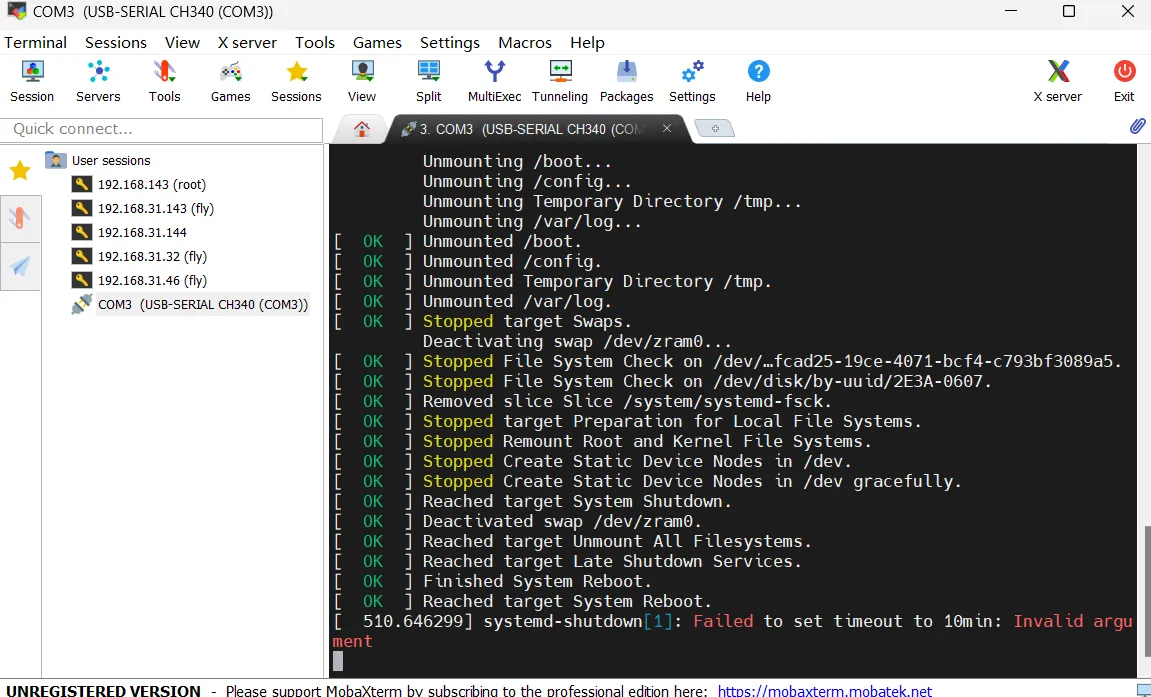 COM3 (USB-SERIAL CH340 (COM3))
Terminal Sessions View X server Tools Games Settings Macros Help
Session Servers Tools Games Sessions View Split MultiExec Tunneling Packages Settings Help X server Exit
Quick connect...
3. COM3 (USB-SERIAL CH340 (COM
User sessions
192.168.143 (root)
192.168.31.143 (fly)
192.168.31.144
192.168.31.32 (fly)
192.168.31.46 (fly)
COM3 (USB-SERIAL CH340 (COM3))
Unmounting /boot...
Unmounting /config...
Unmounting Temporary Directory /tmp...
Unmounting /var/log...
[ OK ] Unmounted /boot.
[ OK ] Unmounted /config.
[ OK ] Unmounted Temporary Directory /tmp.
[ OK ] Unmounted /var/log.
[ OK ] Stopped target Swaps.
Deactivating swap /dev/zram0...
[ OK ] Stopped File System Check on /dev/…fcad25-19ce-4071-bcf4-c793bf3089a5.
[ OK ] Stopped File System Check on /dev/disk/by-uuid/2E3A-0607.
[ OK ] Removed slice Slice /system/systemd-fsck.
[ OK ] Stopped target Preparation for Local File Systems.
[ OK ] Stopped Remount Root and Kernel File Systems.
[ OK ] Stopped Create Static Device Nodes in /dev.
[ OK ] Stopped Create Static Device Nodes in /dev gracefully.
[ OK ] Reached target System Shutdown.
[ OK ] Deactivated swap /dev/zram0.
[ OK ] Reached target Unmount All Filesystems.
[ OK ] Reached target Late Shutdown Services.
[ OK ] Finished System Reboot.
[ OK ] Reached target System Reboot.
[ 510.646299] systemd-shutdown[1]: Failed to set timeout to 10min: Invalid argu
ment
UNREGISTERED VERSION - Please support MobaXterm by subscribing to the professional edition here: https://mobaxterm.mobatek.net